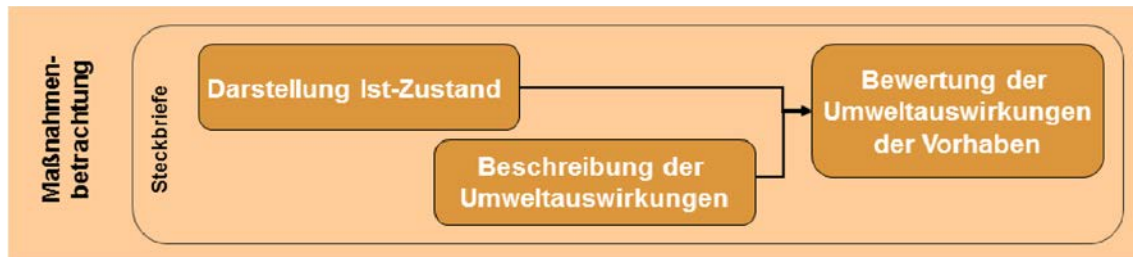 Maßnahmen-
betrachtung
Steckbriefe
Darstellung Ist-Zustand
Beschreibung der
Umweltauswirkungen
Bewertung der
Umweltauswirkungen
der Vorhaben